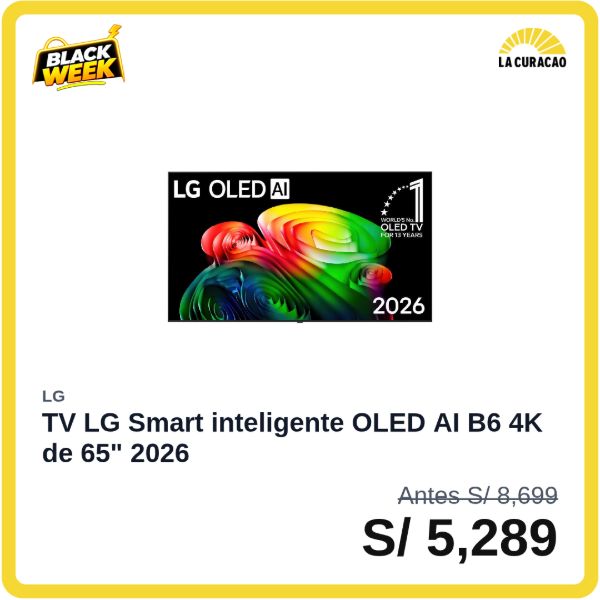 BLACK
WEEK
LA CURACAO
LG OLED AI
1
WORLD'S No.
OLED TV
FOR 13 YEARS
2026
LG
TV LG Smart inteligente OLED AI B6 4K
de 65" 2026
Antes S/ 8,699
S/ 5,289